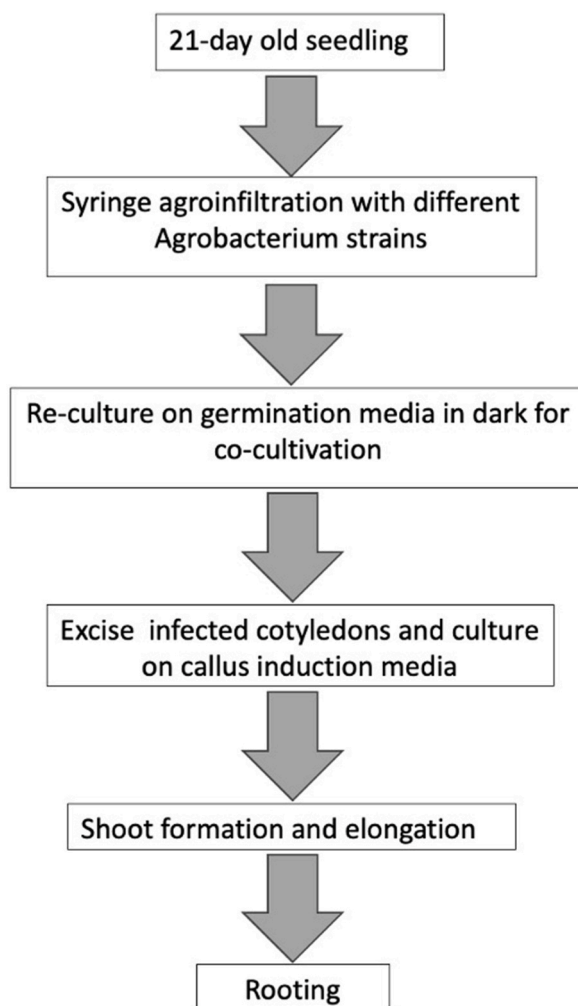 21-day old seedling
Syringe agroinfiltration with different
Agrobacterium strains
Re-culture on germination media in dark for
co-cultivation
Excise infected cotyledons and culture
on callus induction media
Shoot formation and elongation
Rooting